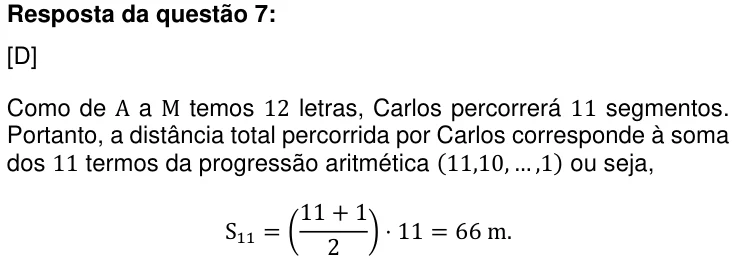 Resposta da questão 7:
[D]
Como de A a M temos 12 letras, Carlos percorrerá 11 segmentos.
Portanto, a distância total percorrida por Carlos corresponde à soma
dos 11 termos da progressão aritmética (11,10, … ,1) ou seja,
S₁₁ = ((11 + 1)/2) · 11 = 66 m.